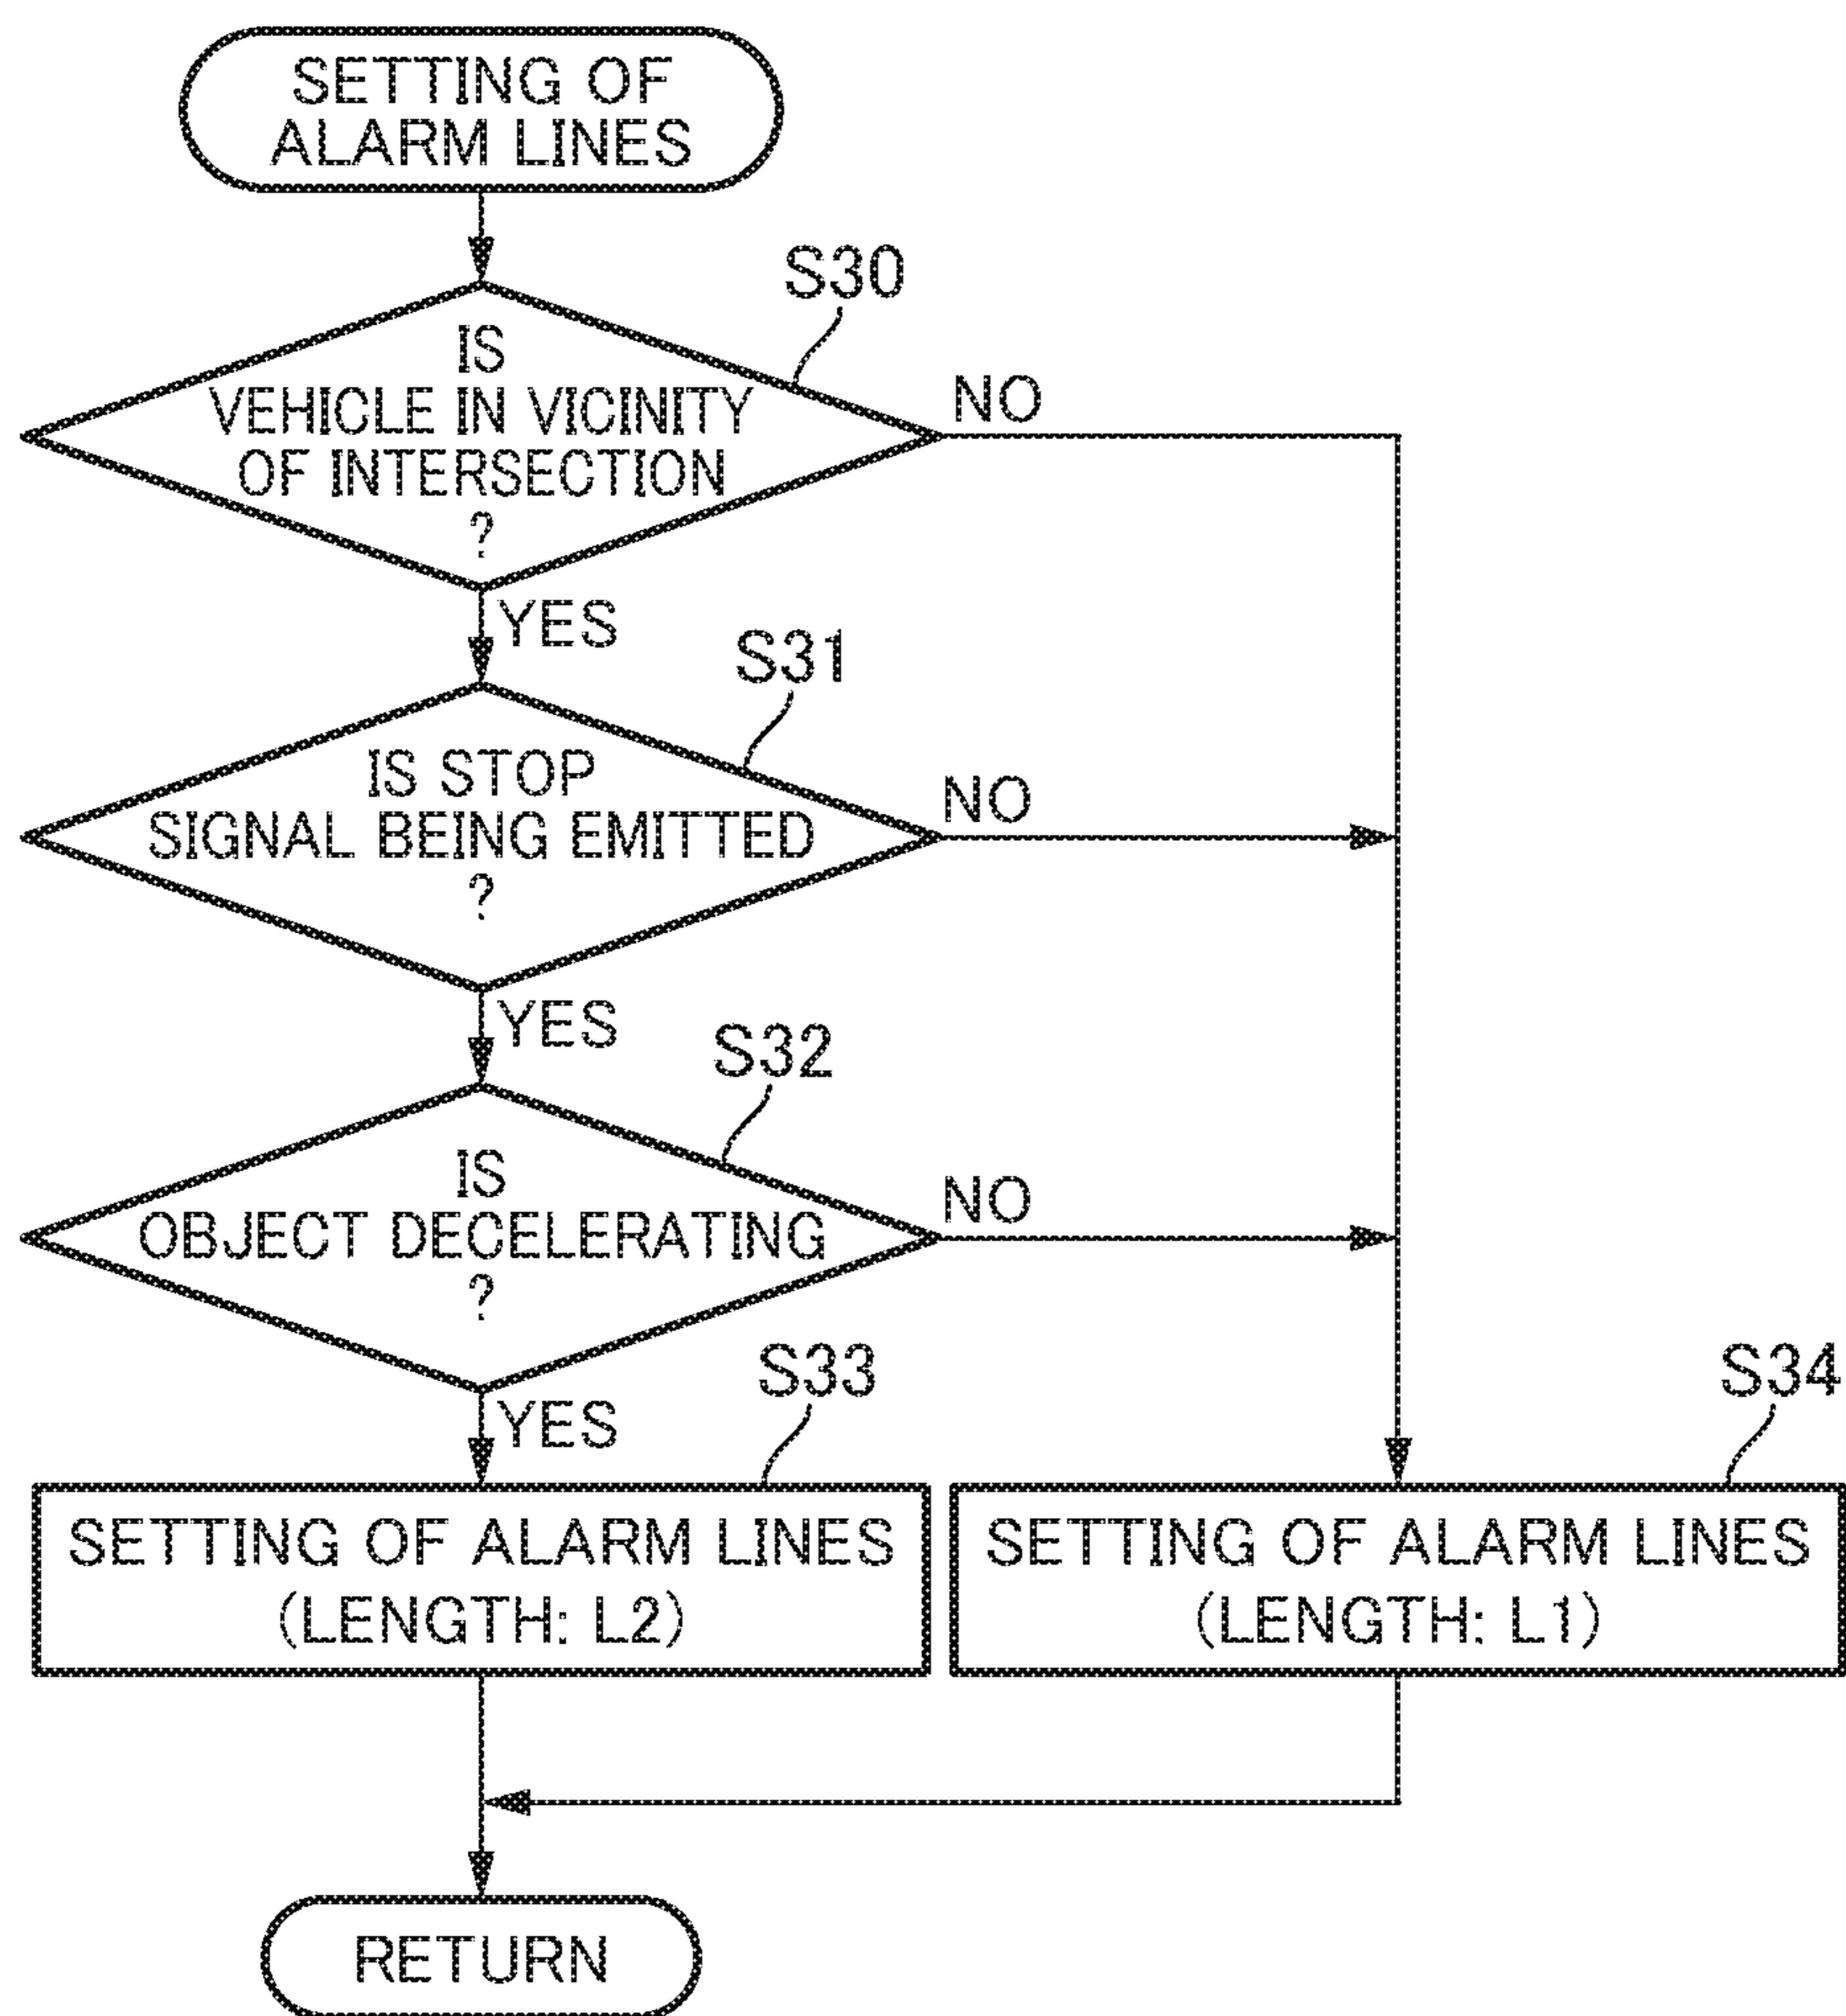 SETTING OF
ALARM LINES
S30
IS
VEHICLE IN VICINITY
OF INTERSECTION
?
NO
YES
S31
IS STOP
SIGNAL BEING EMITTED
?
NO
YES
S32
IS
OBJECT DECELERATING
?
NO
YES
S33
SETTING OF ALARM LINES
(LENGTH: L2)
S34
SETTING OF ALARM LINES
(LENGTH: L1)
RETURN